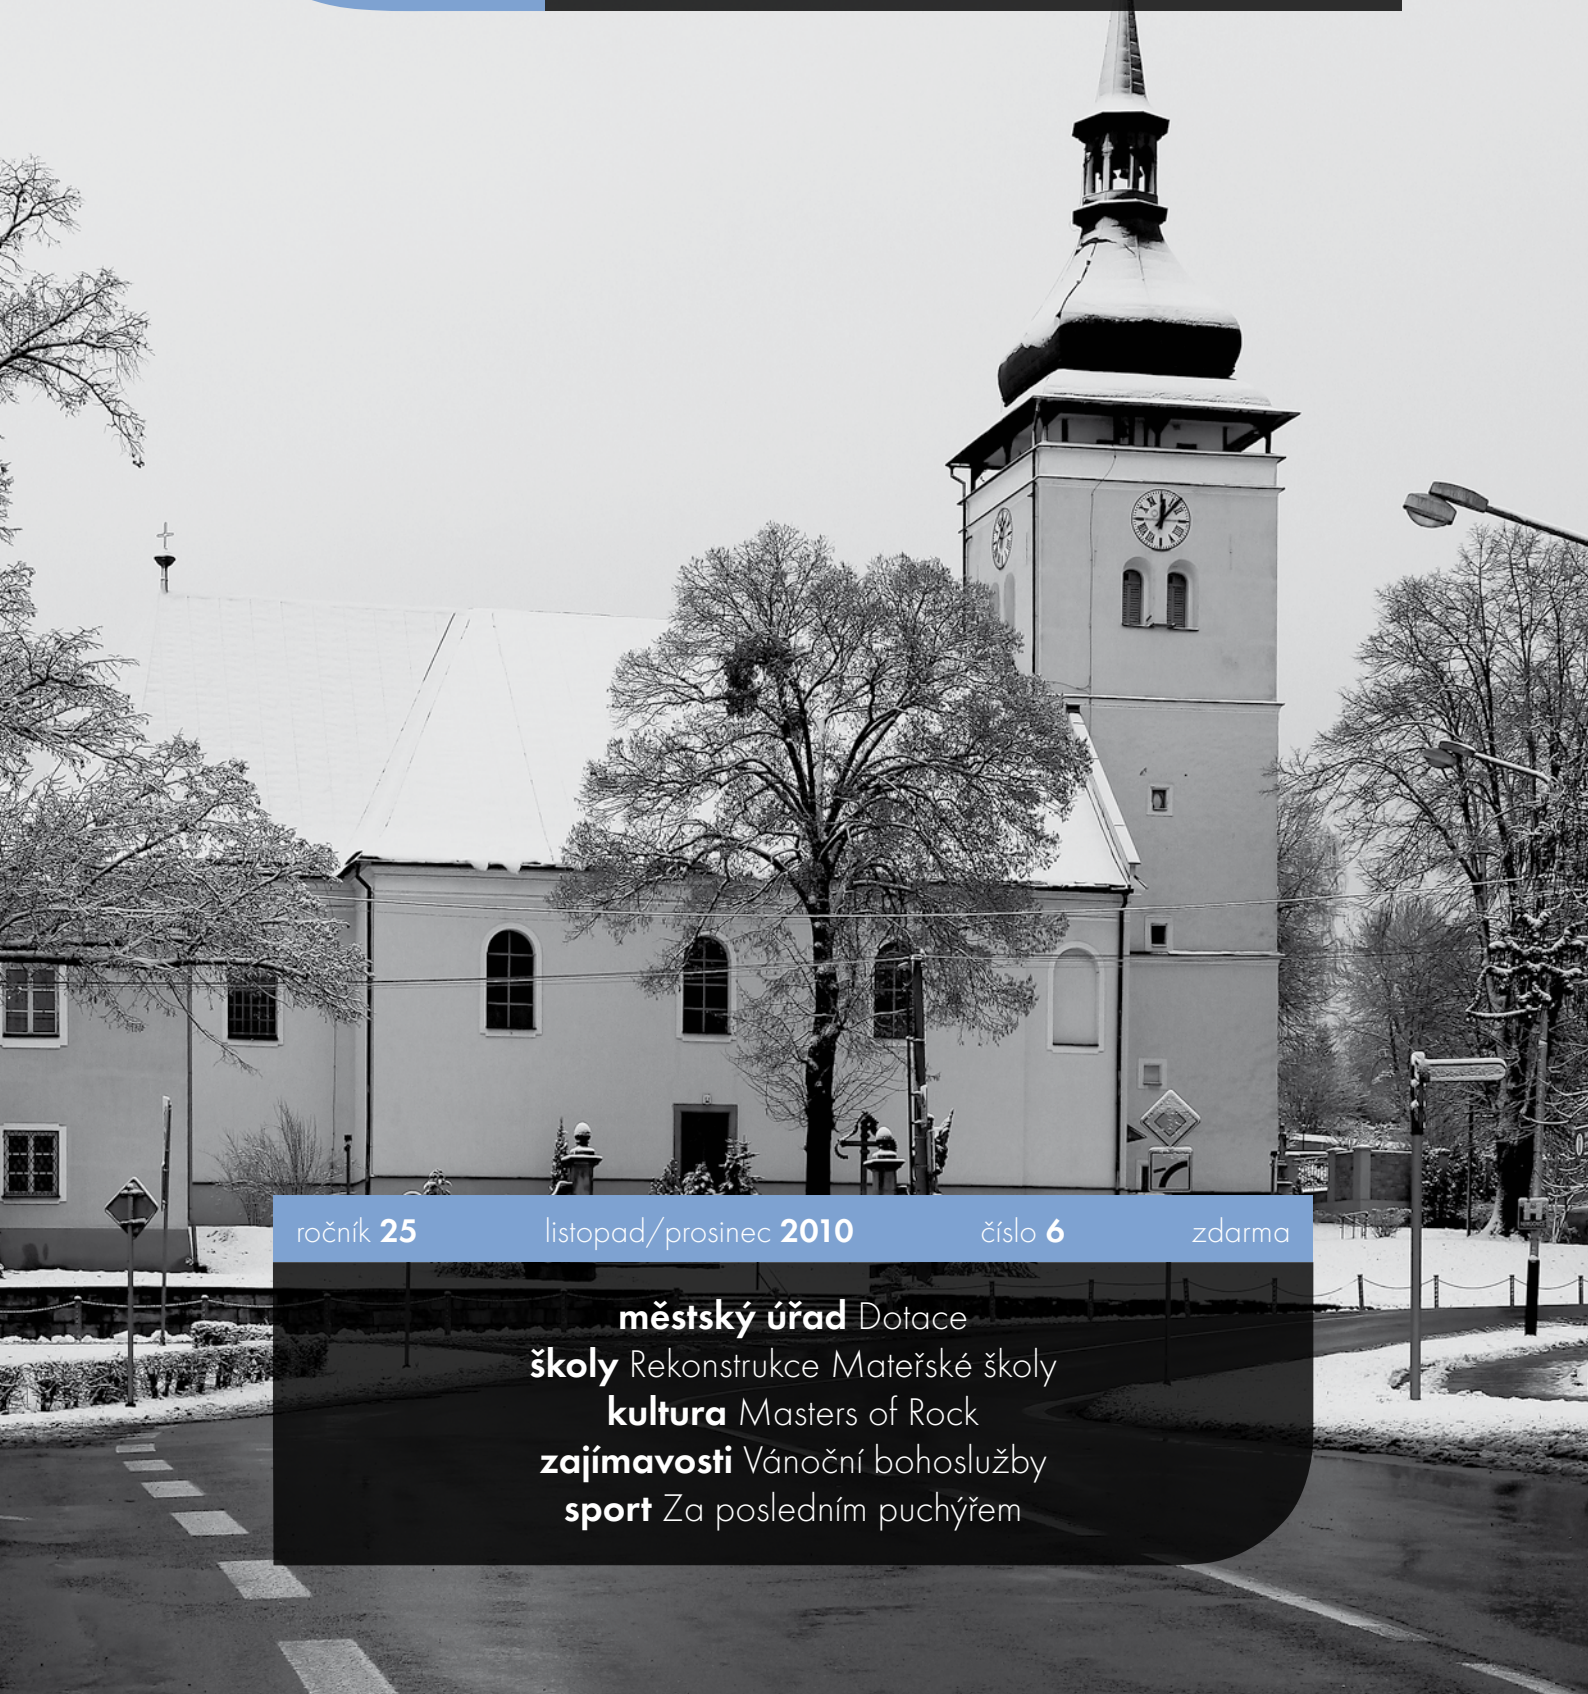 ročník 25 listopad/prosinec 2010 číslo 6 zdarma
městský úřad Dotace
školy Rekonstrukce Mateřské školy
kultura Masters of Rock
zajímavosti Vánoční bohoslužby
sport Za posledním puchýřem